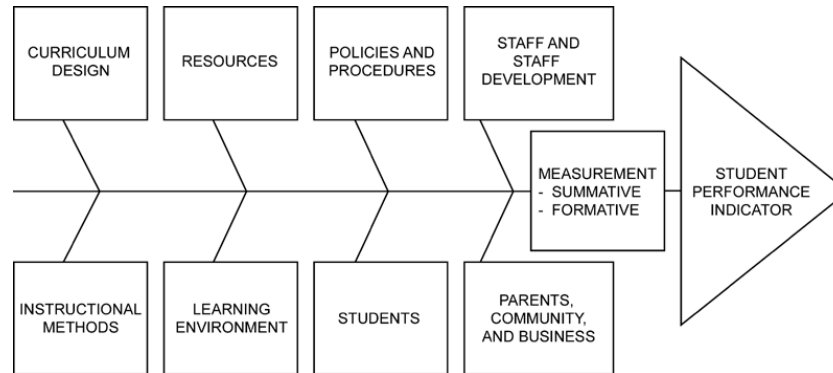 CURRICULUM
DESIGN
RESOURCES
POLICIES AND
PROCEDURES
STAFF AND
STAFF
DEVELOPMENT
MEASUREMENT
- SUMMATIVE
- FORMATIVE
STUDENT
PERFORMANCE
INDICATOR
INSTRUCTIONAL
METHODS
LEARNING
ENVIRONMENT
STUDENTS
PARENTS,
COMMUNITY,
AND BUSINESS